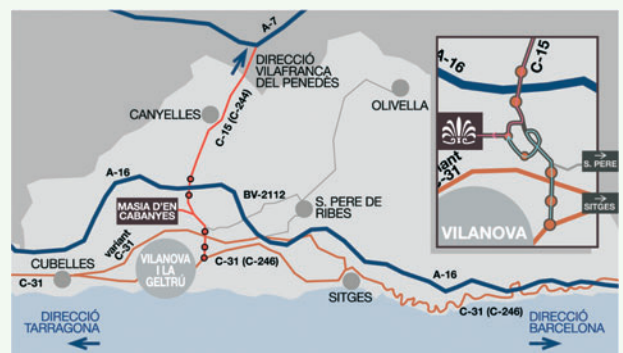 A-7
DIRECCIÓ
VILAFRANCA
DEL PENEDÈS
CANYELLES
C-15 (C-244)
OLIVELLA
A-16
BV-2112
MASIA D'EN
CABANYES
S. PERE DE
RIBES
variant
C-31
CUBELLES
C-31
VILANOVA
I LA
GELTRÚ
C-31 (C-246)
SITGES
A-16
C-31 (C-246)
DIRECCIÓ
TARRAGONA
DIRECCIÓ
BARCELONA
A-16
C-15
S. PERE
variant
C-31
SITGES
VILANOVA